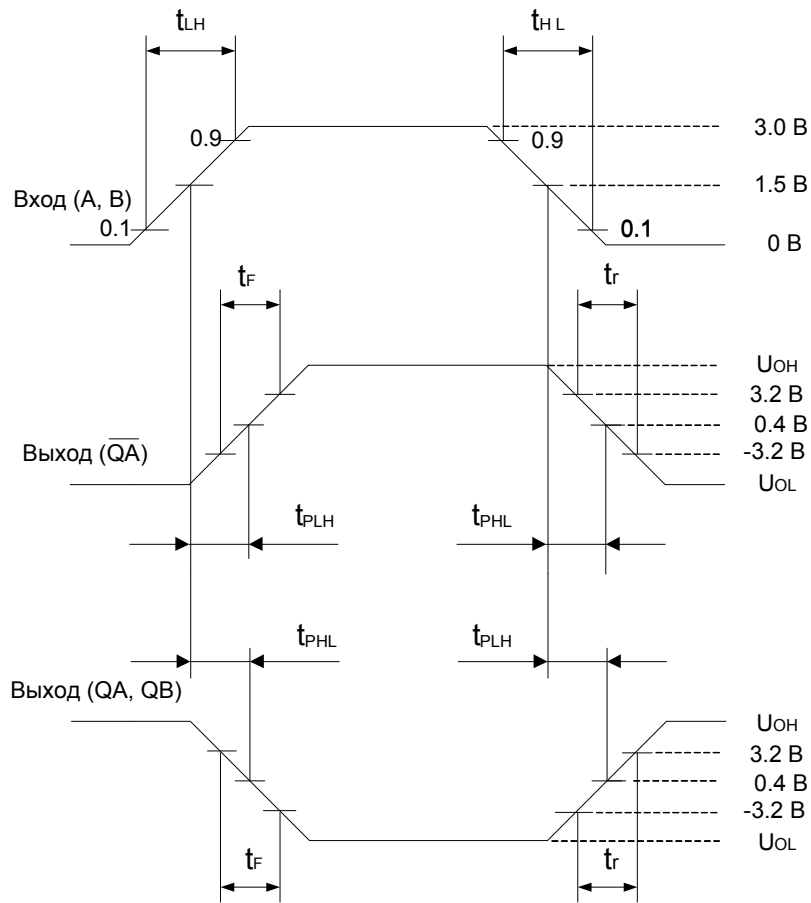 tLH
tHL
0.9
0.9
3.0 В
1.5 В
Вход (А, В)
0.1
0.1
0 В
tF
tr
UOH
3.2 В
0.4 В
Выход (Q̅A̅)
-3.2 В
UOL
tPLH
tPHL
tPHL
tPLH
Выход (QA, QB)
UOH
3.2 В
0.4 В
-3.2 В
UOL
tF
tr